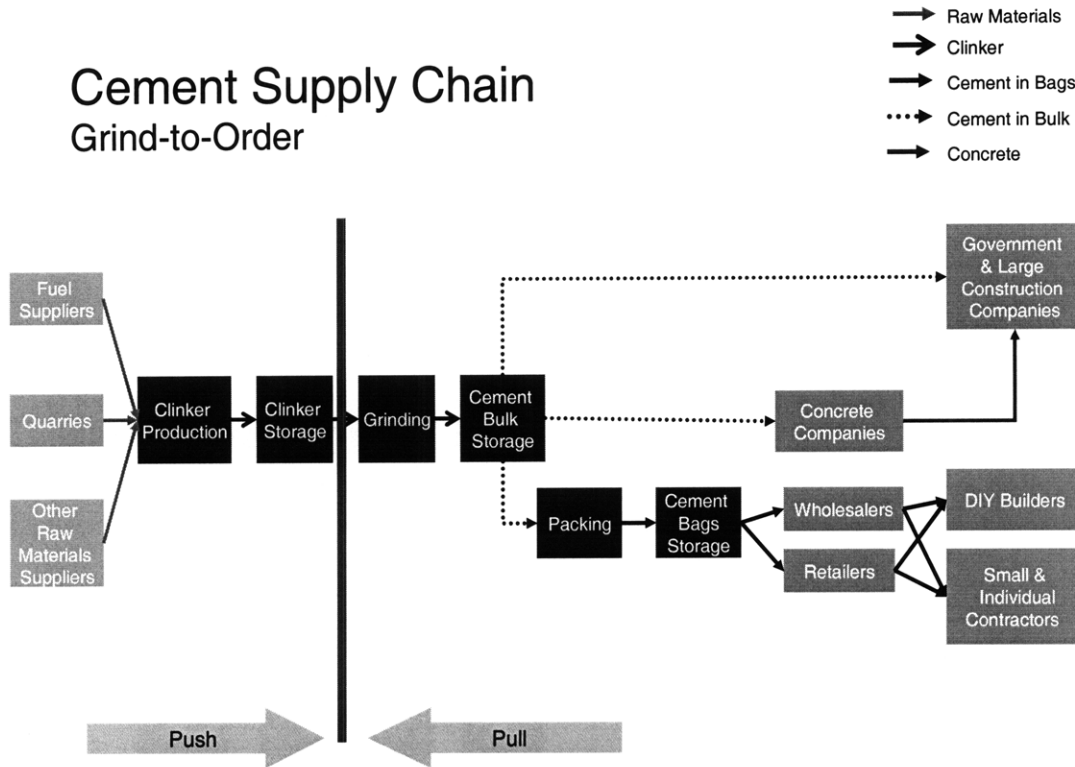 Raw Materials
Clinker
Cement in Bags
Cement in Bulk
Concrete
Cement Supply Chain
Grind-to-Order
Fuel
Suppliers
Quarries
Other
Raw
Materials
Suppliers
Clinker
Production
Clinker
Storage
Grinding
Cement
Bulk
Storage
Packing
Cement
Bags
Storage
Wholesalers
Retailers
Concrete
Companies
Government
& Large
Construction
Companies
DIY Builders
Small &
Individual
Contractors
Push
Pull